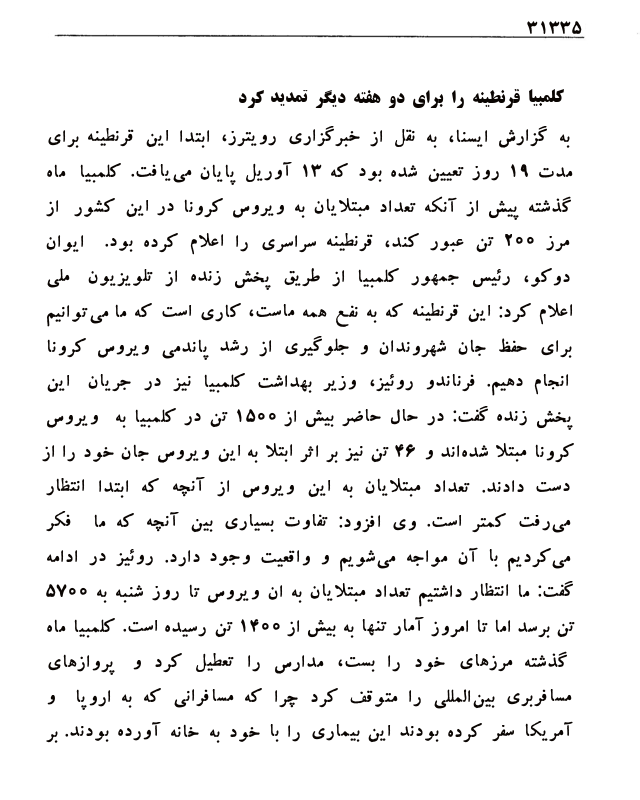 ۳۱۳۳۵
کلمبیا قرنطینه را برای دو هفته دیگر تمدید کرد
به گزارش ایسنا، به نقل از خبرگزاری رویترز، ابتدا این قرنطینه برای
مدت ۱۹ روز تعیین شده بود که ۱۳ آوریل پایان می‌یافت. کلمبیا ماه
گذشته پیش از آنکه تعداد مبتلایان به ویروس کرونا در این کشور از
مرز ۲۰۰ تن عبور کند، قرنطینه سراسری را اعلام کرده بود. ایوان
دوکو، رئیس جمهور کلمبیا از طریق پخش زنده از تلویزیون ملی
اعلام کرد: این قرنطینه که به نفع همه ماست، کاری است که ما می‌توانیم
برای حفظ جان شهروندان و جلوگیری از رشد پاندمی ویروس کرونا
انجام دهیم. فرناندو روئیز، وزیر بهداشت کلمبیا نیز در جریان این
پخش زنده گفت: در حال حاضر بیش از ۱۵۰۰ تن در کلمبیا به ویروس
کرونا مبتلا شده‌اند و ۴۶ تن نیز بر اثر ابتلا به این ویروس جان خود را از
دست دادند. تعداد مبتلایان به این ویروس از آنچه که ابتدا انتظار
می‌رفت کمتر است. وی افزود: تفاوت بسیاری بین آنچه که ما فکر
می‌کردیم با آن مواجه می‌شویم و واقعیت وجود دارد. روئیز در ادامه
گفت: ما انتظار داشتیم تعداد مبتلایان به ان ویروس تا روز شنبه به ۵۷۰۰
تن برسد اما تا امروز آمار تنها به بیش از ۱۴۰۰ تن رسیده است. کلمبیا ماه
گذشته مرزهای خود را بست، مدارس را تعطیل کرد و پروازهای
مسافربری بین‌المللی را متوقف کرد چرا که مسافرانی که به اروپا و
آمریکا سفر کرده بودند این بیماری را با خود به خانه آورده بودند. بر